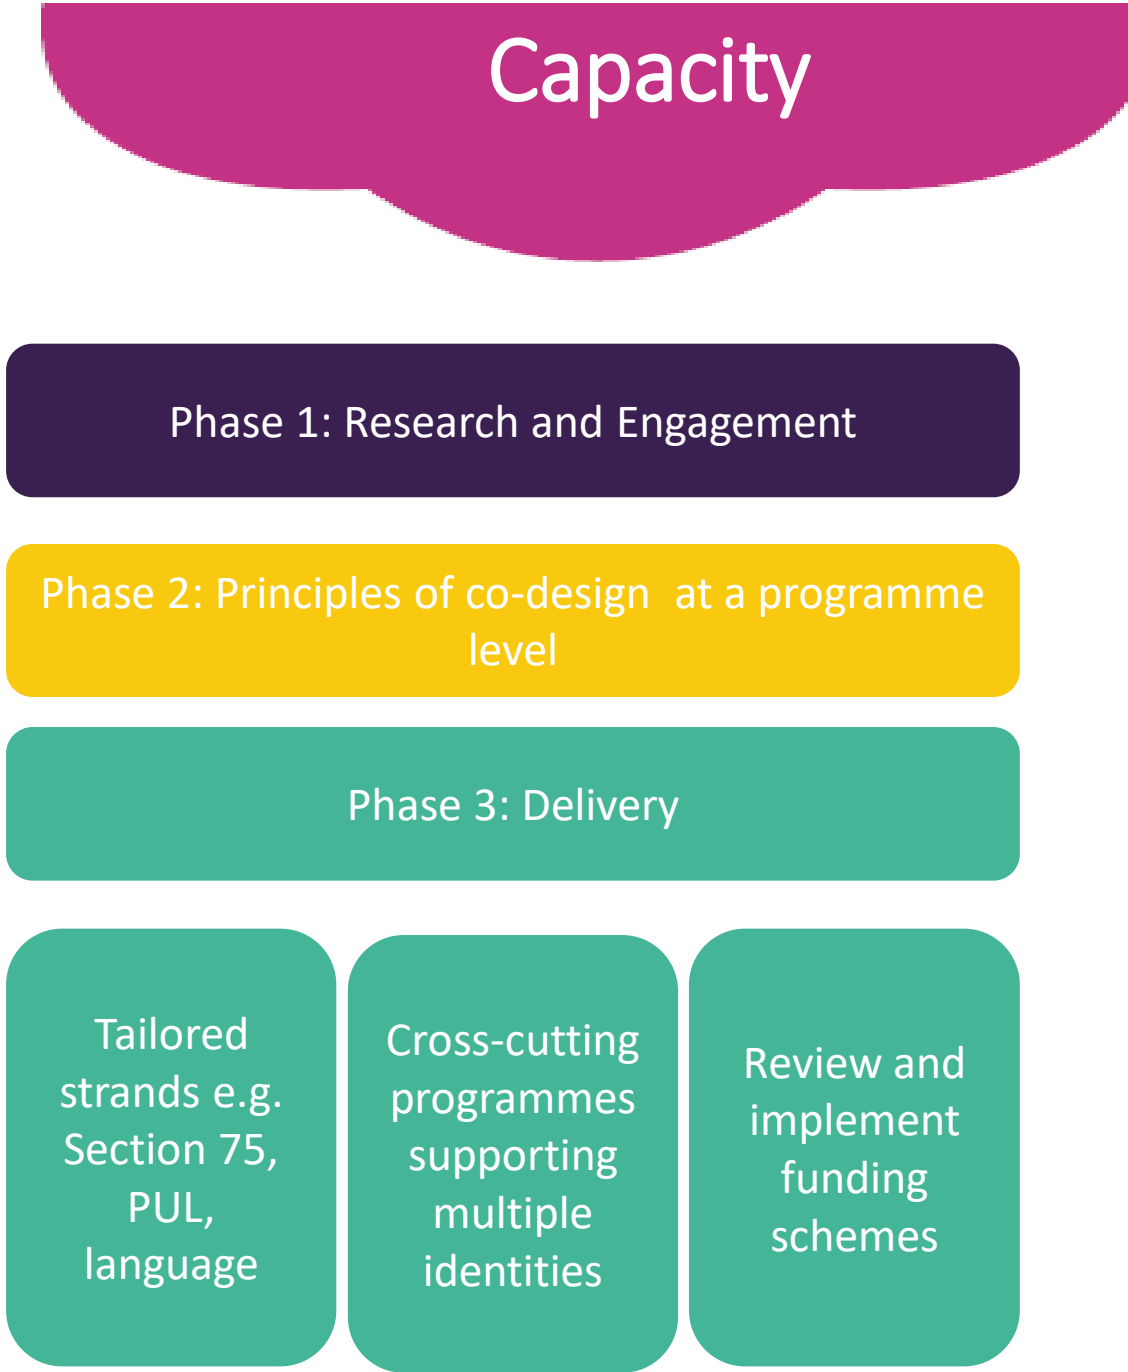 Capacity
Phase 1: Research and Engagement
Phase 2: Principles of co-design  at a programme
level
Phase 3: Delivery
Tailored
strands e.g.
Section 75,
PUL,
language
Cross-cutting
programmes
supporting
multiple
identities
Review and
implement
funding
schemes